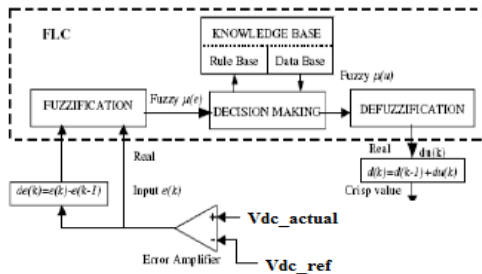 FLC
KNOWLEDGE BASE
Rule Base
Data Base
Fuzzy μ(u)
FUZZIFICATION
Fuzzy μ(e)
DECISION MAKING
DEFUZZIFICATION
Real
Real
du(k)
de(k)=e(k)-e(k-1)
Input e(k)
d(k)=d(k-1)+du(k)
Crisp value
+
Vdc_actual
-
Error Amplifier
Vdc_ref